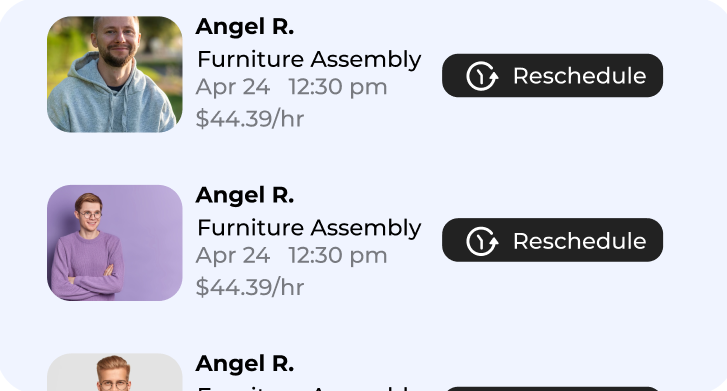 Angel R.
Furniture Assembly
Apr 24 12:30 pm
$44.39/hr
Reschedule
Angel R.
Furniture Assembly
Apr 24 12:30 pm
$44.39/hr
Reschedule
Angel R.